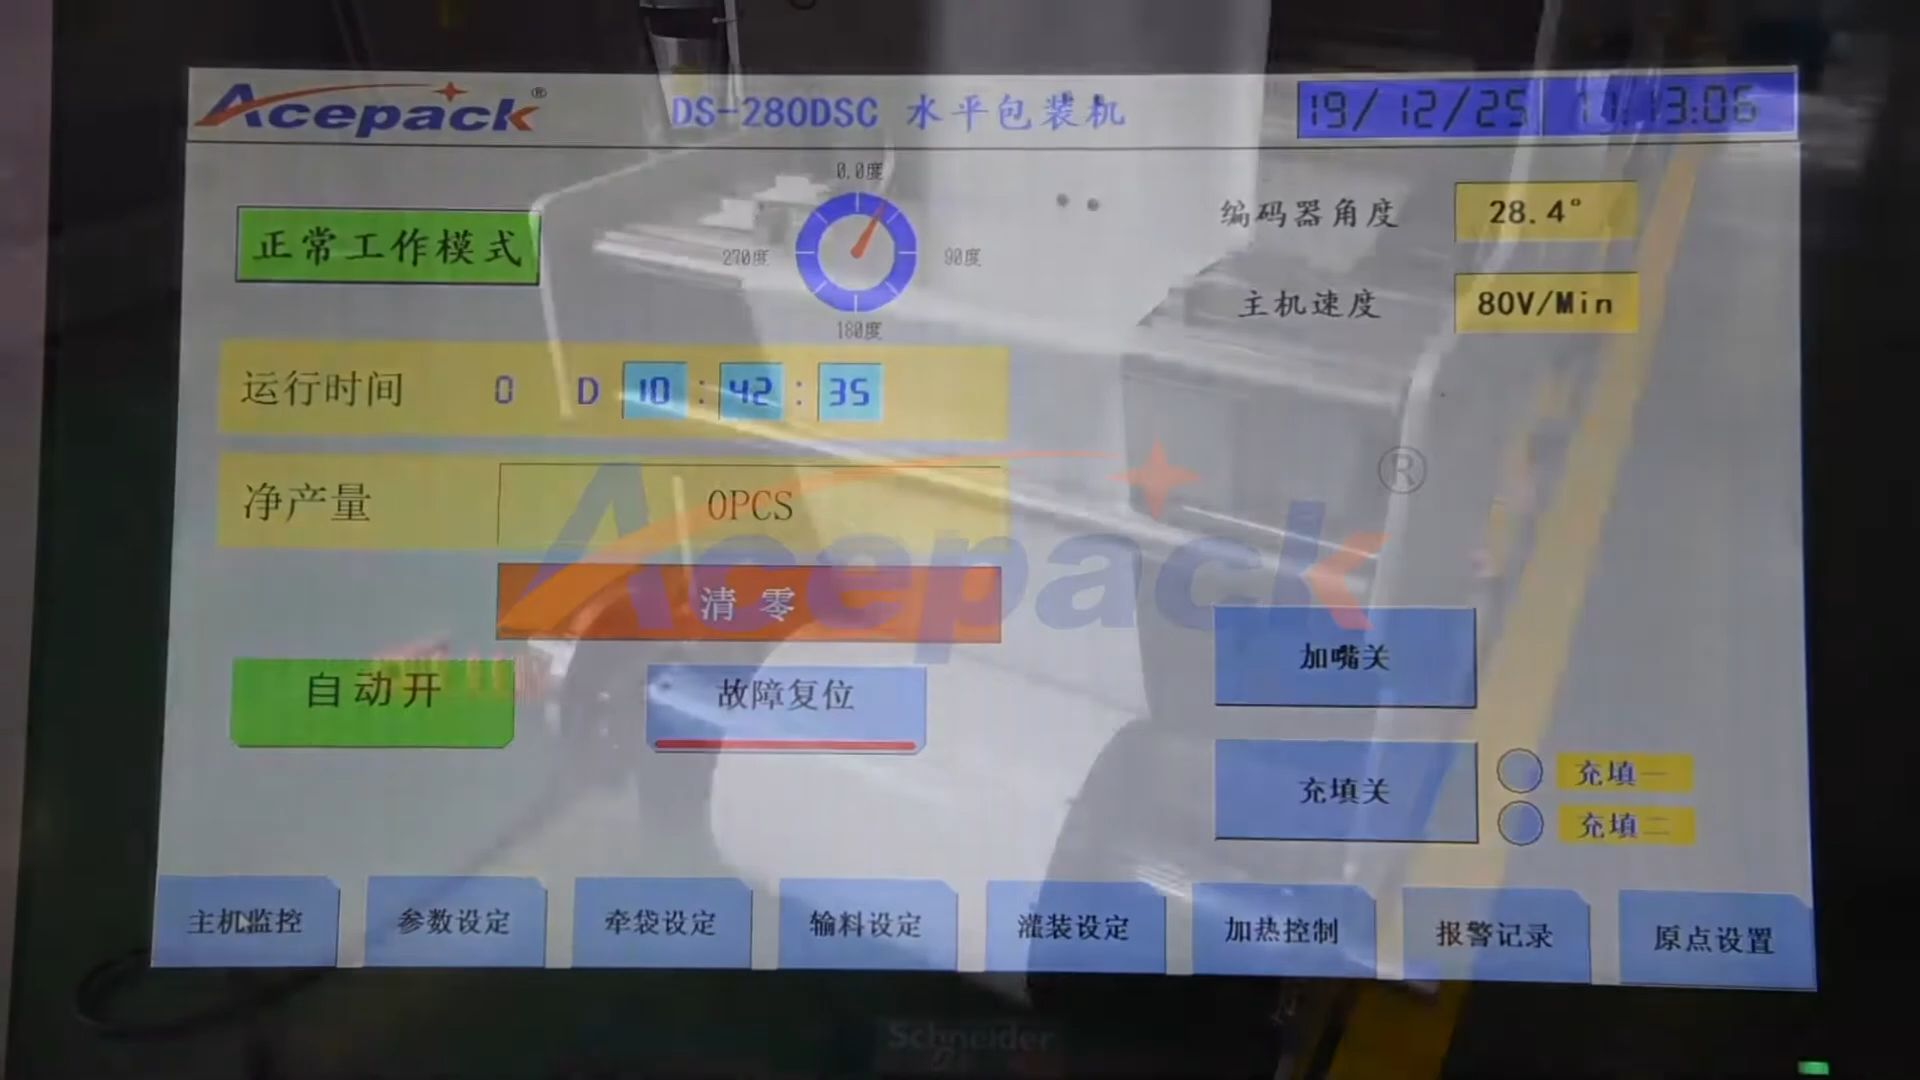 Acepack®
DS-280DSC 水平包装机
19/12/25
0.0度
270度
90度
180度
正常工作模式
编码器角度 28.4°
主机速度 80V/Min
运行时间 0 D 10:42:35
净产量 0PCS
Acepack®
清零
自动开
故障复位
加嘴关
充填关
充填一
充填二
主机监控 参数设定 牵袋设定 输料设定 灌装设定 加热控制 报警记录 原点设置
Schneider